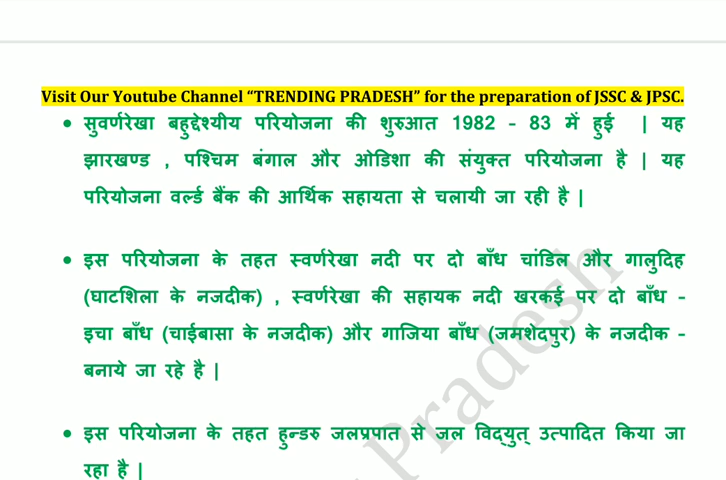 Visit Our Youtube Channel “TRENDING PRADESH” for the preparation of JSSC & JPSC.
• सुवर्णरेखा बहुद्देश्यीय परियोजना की शुरुआत 1982 – 83 में हुई | यह
झारखण्ड , पश्चिम बंगाल और ओडिशा की संयुक्त परियोजना है | यह
परियोजना वर्ल्ड बैंक की आर्थिक सहायता से चलायी जा रही है |
• इस परियोजना के तहत स्वर्णरेखा नदी पर दो बाँध चांडिल और गालुदिह
(घाटशिला के नजदीक) , स्वर्णरेखा की सहायक नदी खरकई पर दो बाँध –
इचा बाँध (चाईबासा के नजदीक) और गाजिया बाँध (जमशेदपुर) के नजदीक –
बनाये जा रहे है |
• इस परियोजना के तहत हुन्डरु जलप्रपात से जल विद्युत् उत्पादित किया जा
रहा है |
Pradesh